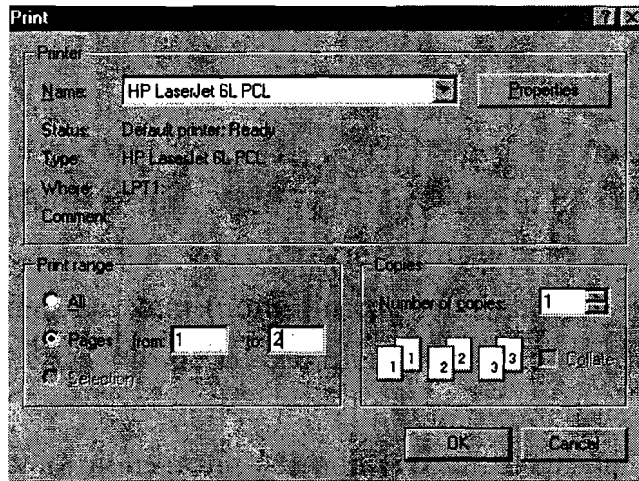 Print
Printer
Name: HP LaserJet 6L PCL Properties
Status: Default printer; Ready
Type: HP LaserJet 6L PCL
Where: LPT1:
Comment:
Print range
All
Pages from: 1 to: 2
Selection
Copies
Number of copies: 1
1 1 2 2 3 3 Collate
OK Cancel